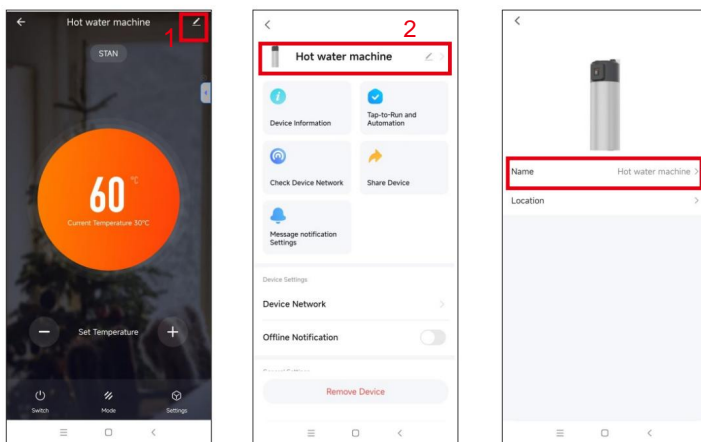 Hot water machine
1
STAN
60 ℃
Current Temperature 30℃
Set Temperature
Switch
Mode
Settings
2
Hot water machine
Device Information
Tap-to-Run and
Automation
Check Device Network
Share Device
Message notification
Settings
Device Settings
Device Network
Offline Notification
Remove Device
Name
Hot water machine
Location